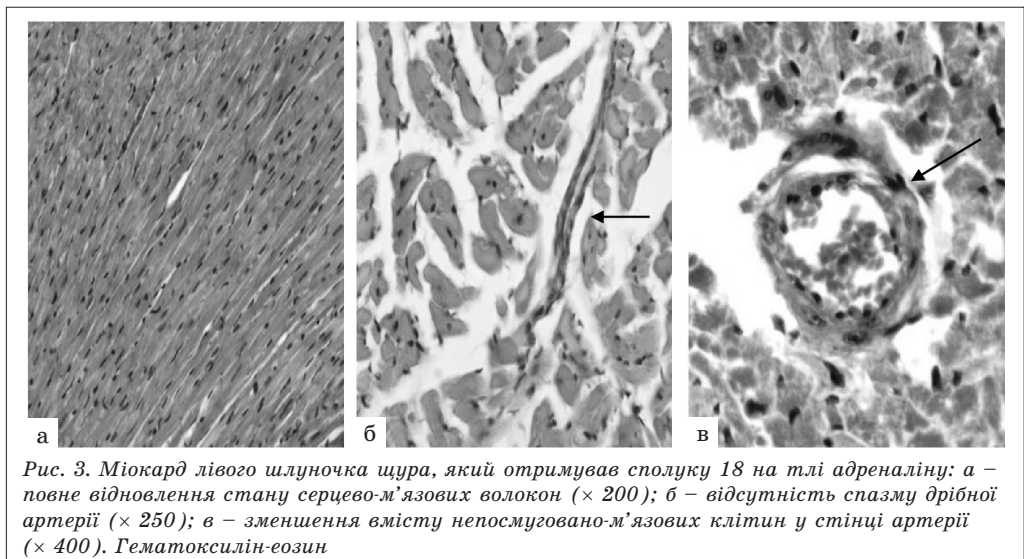 а
б
в
Рис. 3. Міокард лівого шлуночка щура, який отримував сполуку 18 на тлі адреналіну: а –
повне відновлення стану серцево-м’язових волокон (× 200); б – відсутність спазму дрібної
артерії (× 250); в – зменшення вмісту непосмуговано-м’язових клітин у стінці артерії
(× 400). Гематоксилін-еозин